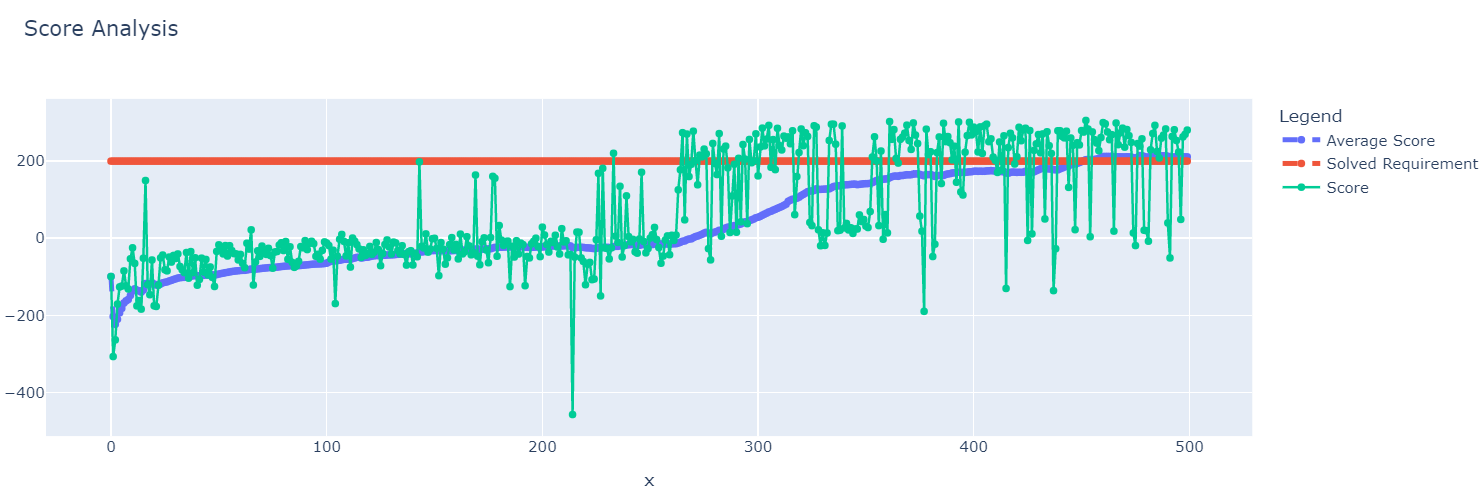 Score Analysis
Legend
Average Score
Solved Requirement
Score
200
0
−200
−400
0
100
200
300
400
500
x